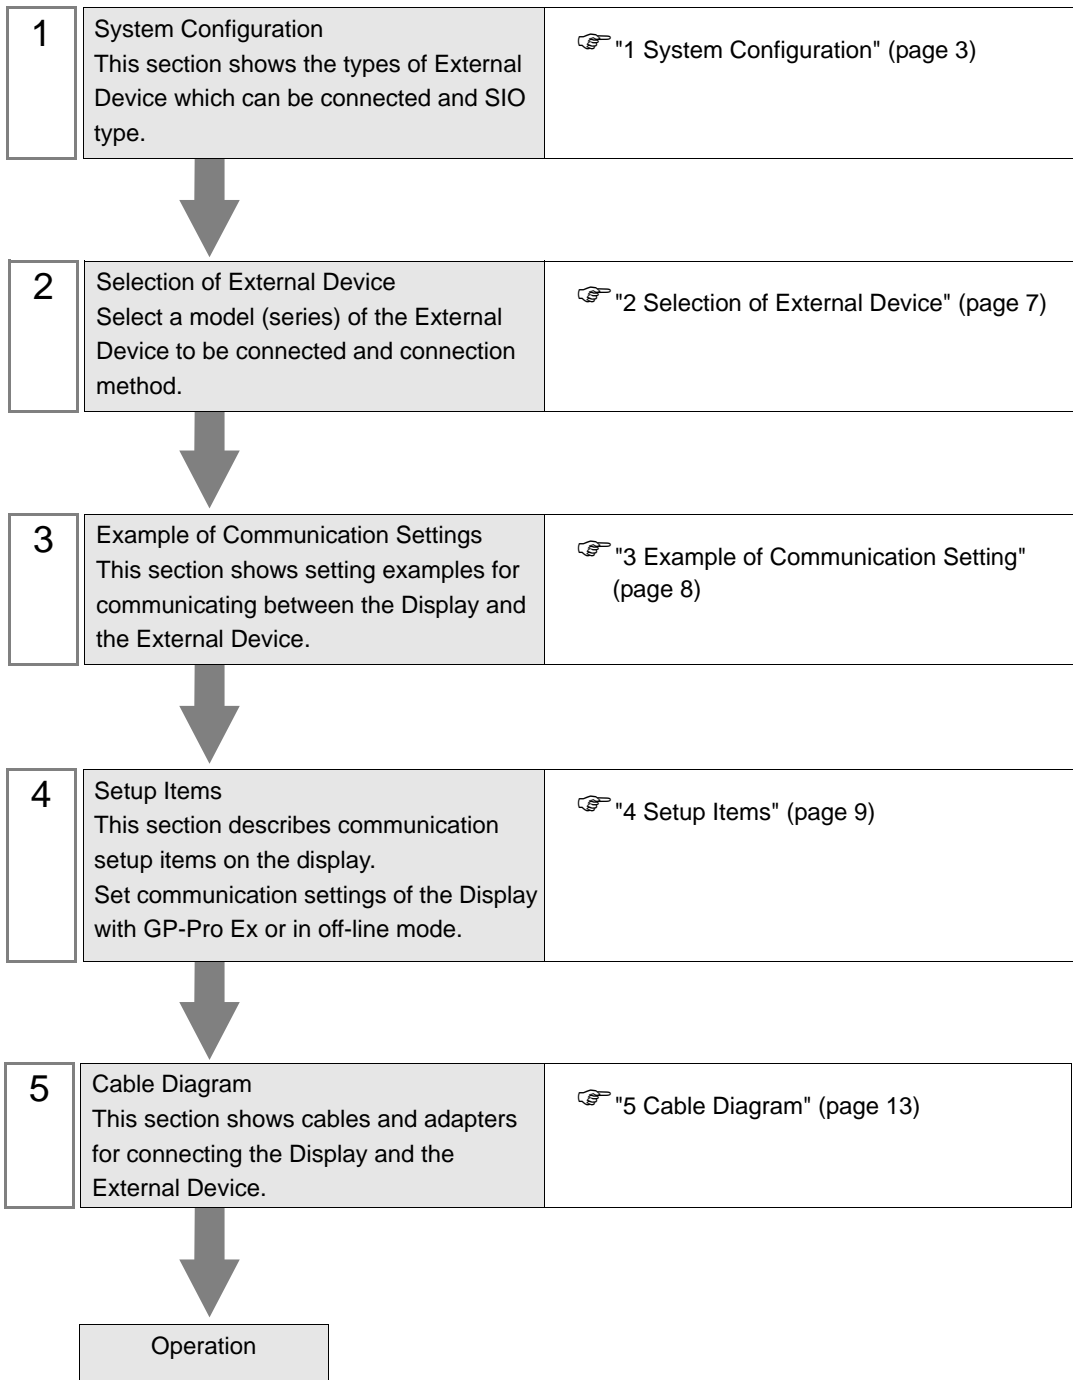 1
System Configuration
This section shows the types of External
Device which can be connected and SIO
type.
"1 System Configuration" (page 3)
2
Selection of External Device
Select a model (series) of the External
Device to be connected and connection
method.
"2 Selection of External Device" (page 7)
3
Example of Communication Settings
This section shows setting examples for
communicating between the Display and
the External Device.
"3 Example of Communication Setting"
(page 8)
4
Setup Items
This section describes communication
setup items on the display.
Set communication settings of the Display
with GP-Pro Ex or in off-line mode.
"4 Setup Items" (page 9)
5
Cable Diagram
This section shows cables and adapters
for connecting the Display and the
External Device.
"5 Cable Diagram" (page 13)
Operation